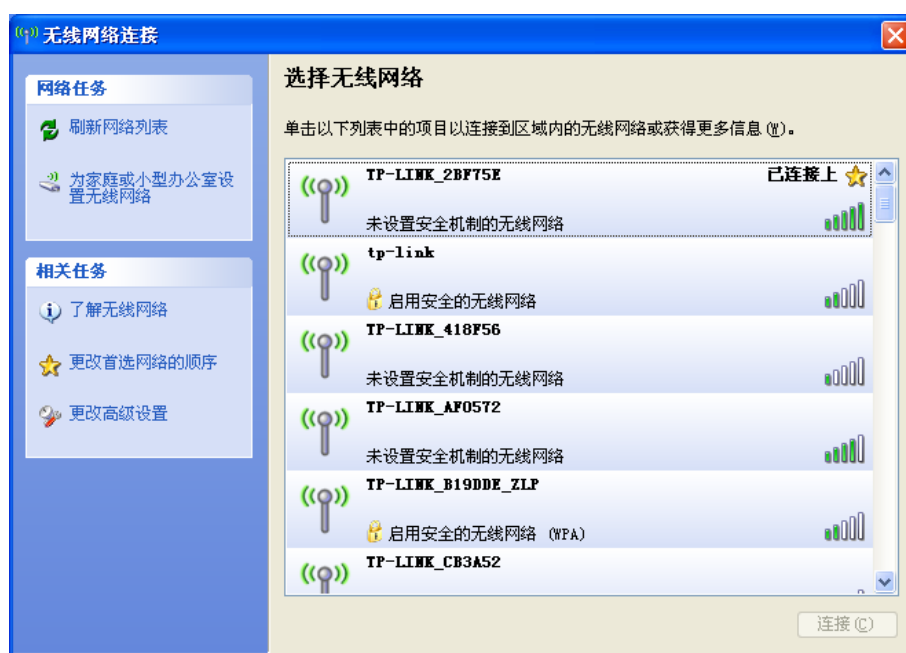 无线网络连接
网络任务
刷新网络列表
为家庭或小型办公室设
置无线网络
相关任务
了解无线网络
更改首选网络的顺序
更改高级设置
选择无线网络
单击以下列表中的项目以连接到区域内的无线网络或获得更多信息(W)。
TP-LINK_2BF75E 已连接上
未设置安全机制的无线网络
tp-link
启用安全的无线网络
TP-LINK_418F56
未设置安全机制的无线网络
TP-LINK_AF0572
未设置安全机制的无线网络
TP-LINK_B19DDE_ZLP
启用安全的无线网络 (WPA)
TP-LINK_CB3A52
连接(C)